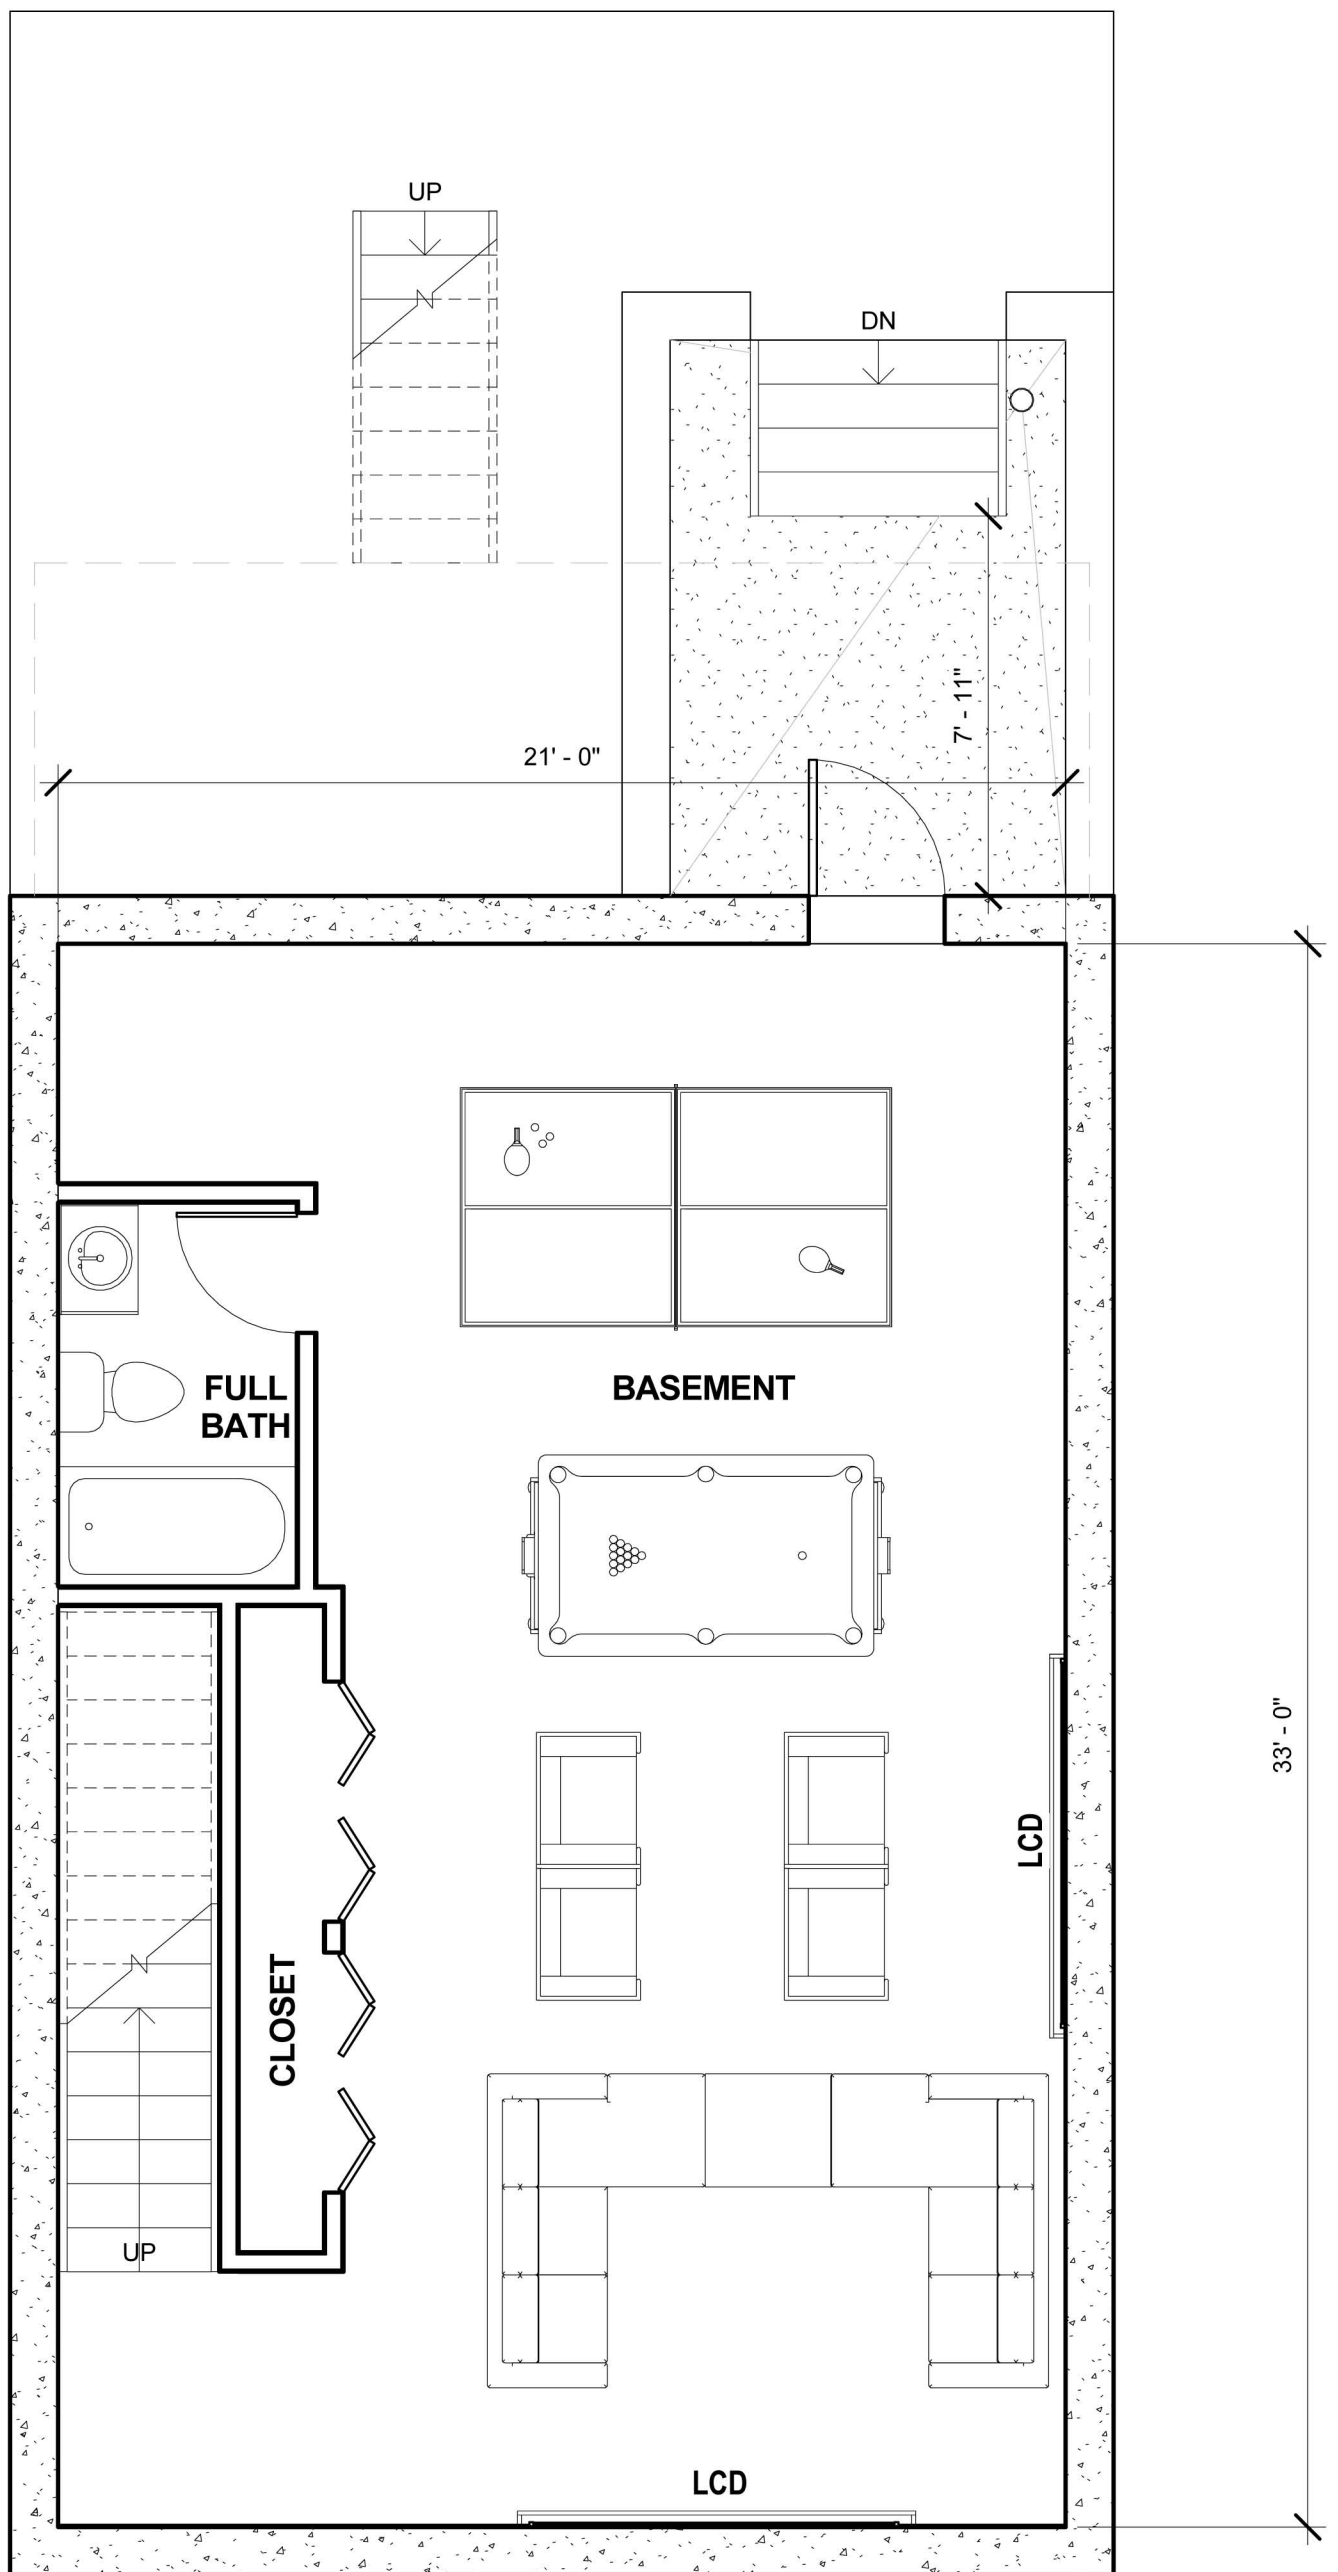 UP
DN
7' - 11"
21' - 0"
FULL
BATH
BASEMENT
33' - 0"
LCD
CLOSET
UP
LCD